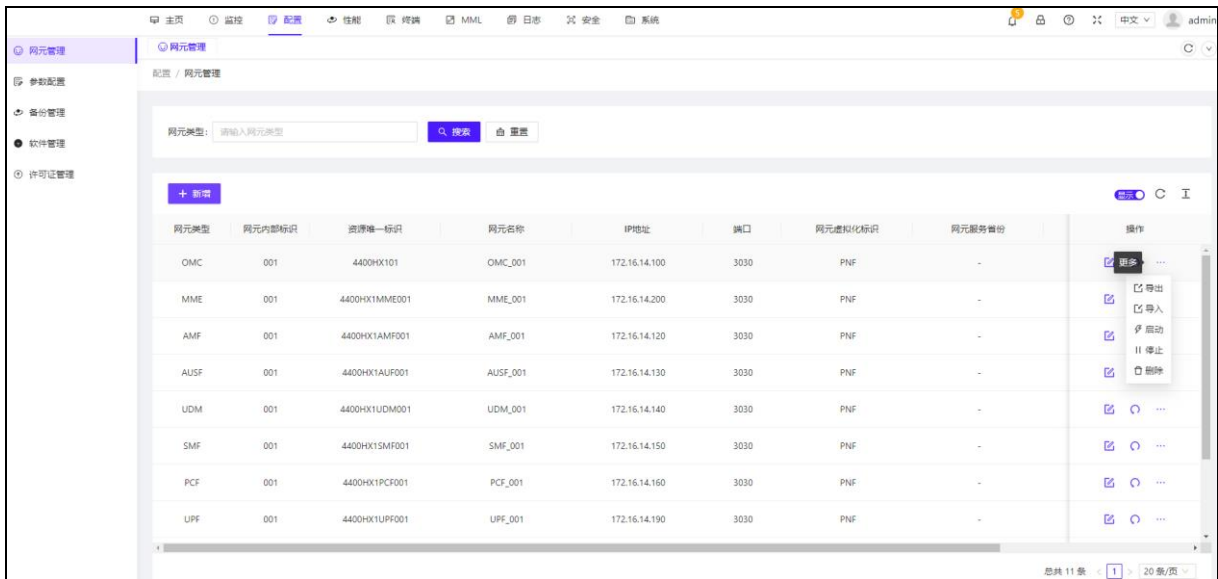 主页 监控 配置 性能 终端 MML 日志 安全 系统 5 中文 admin
网元管理
参数配置
备份管理
软件管理
许可证管理
网元管理
配置 / 网元管理
网元类型: 请输入网元类型 搜索 重置
新增 显示
网元类型 网元内部标识 资源唯一标识 网元名称 IP地址 端口 网元虚拟化标识 网元服务省份 操作
OMC 001 4400HX101 OMC_001 172.16.14.100 3030 PNF - 更多 ...
MME 001 4400HX1MME001 MME_001 172.16.14.200 3030 PNF -
AMF 001 4400HX1AMF001 AMF_001 172.16.14.120 3030 PNF -
AUSF 001 4400HX1AUF001 AUSF_001 172.16.14.130 3030 PNF -
导出
导入
启动
停止
删除
UDM 001 4400HX1UDM001 UDM_001 172.16.14.140 3030 PNF - ...
SMF 001 4400HX1SMF001 SMF_001 172.16.14.150 3030 PNF - ...
PCF 001 4400HX1PCF001 PCF_001 172.16.14.160 3030 PNF - ...
UPF 001 4400HX1UPF001 UPF_001 172.16.14.190 3030 PNF - ...
总共 11 条 < 1 > 20 条/页